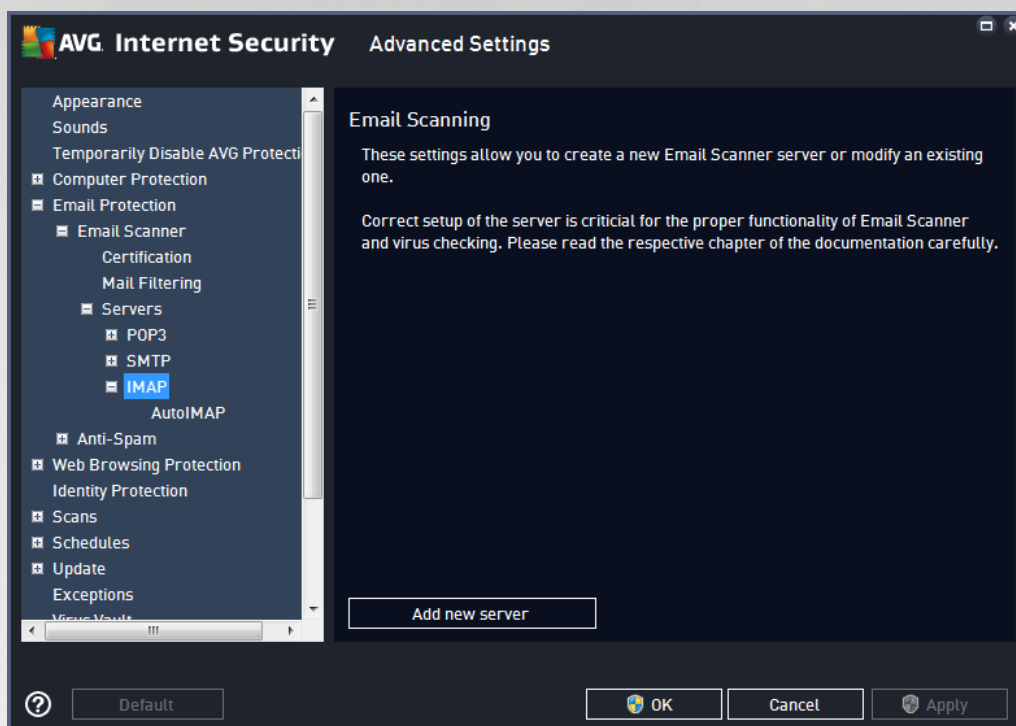 AVG. Internet Security Advanced Settings
Appearance
Sounds
Temporarily Disable AVG Protecti
Computer Protection
Email Protection
Email Scanner
Certification
Mail Filtering
Servers
POP3
SMTP
IMAP
AutoIMAP
Anti-Spam
Web Browsing Protection
Identity Protection
Scans
Schedules
Update
Exceptions
Virus Vault
Email Scanning
These settings allow you to create a new Email Scanner server or modify an existing
one.
Correct setup of the server is criticial for the proper functionality of Email Scanner
and virus checking. Please read the respective chapter of the documentation carefully.
Add new server
Default
OK
Cancel
Apply